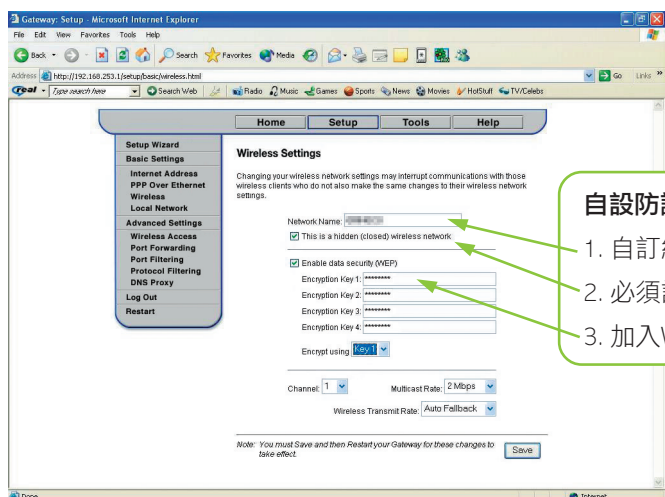 Gateway: Setup - Microsoft Internet Explorer
File Edit View Favorites Tools Help
Back Search Favorites Media
Address http://192.168.253.1/setup/basic/wireless.html Go Links »
Real Type search here Search Web Radio Music Games Sports News Movies HotStuff TV/Celebs
Home Setup Tools Help
Setup Wizard
Basic Settings
Internet Address
PPP Over Ethernet
Wireless
Local Network
Advanced Settings
Wireless Access
Port Forwarding
Port Filtering
Protocol Filtering
DNS Proxy
Log Out
Restart
Wireless Settings
Changing your wireless network settings may interrupt communications with those
wireless clients who do not also make the same changes to their wireless network
settings.
Network Name:
This is a hidden (closed) wireless network
Enable data security (WEP)
Encryption Key 1: ********
Encryption Key 2: ********
Encryption Key 3: ********
Encryption Key 4: ********
Encrypt using Key 1
Channel: 1 Multicast Rate: 2 Mbps
Wireless Transmit Rate: Auto Fallback
Note: You must Save and then Restart your Gateway for these changes to
take effect.
Save
自設防
1. 自訂
2. 必須
3. 加入
Done Internet